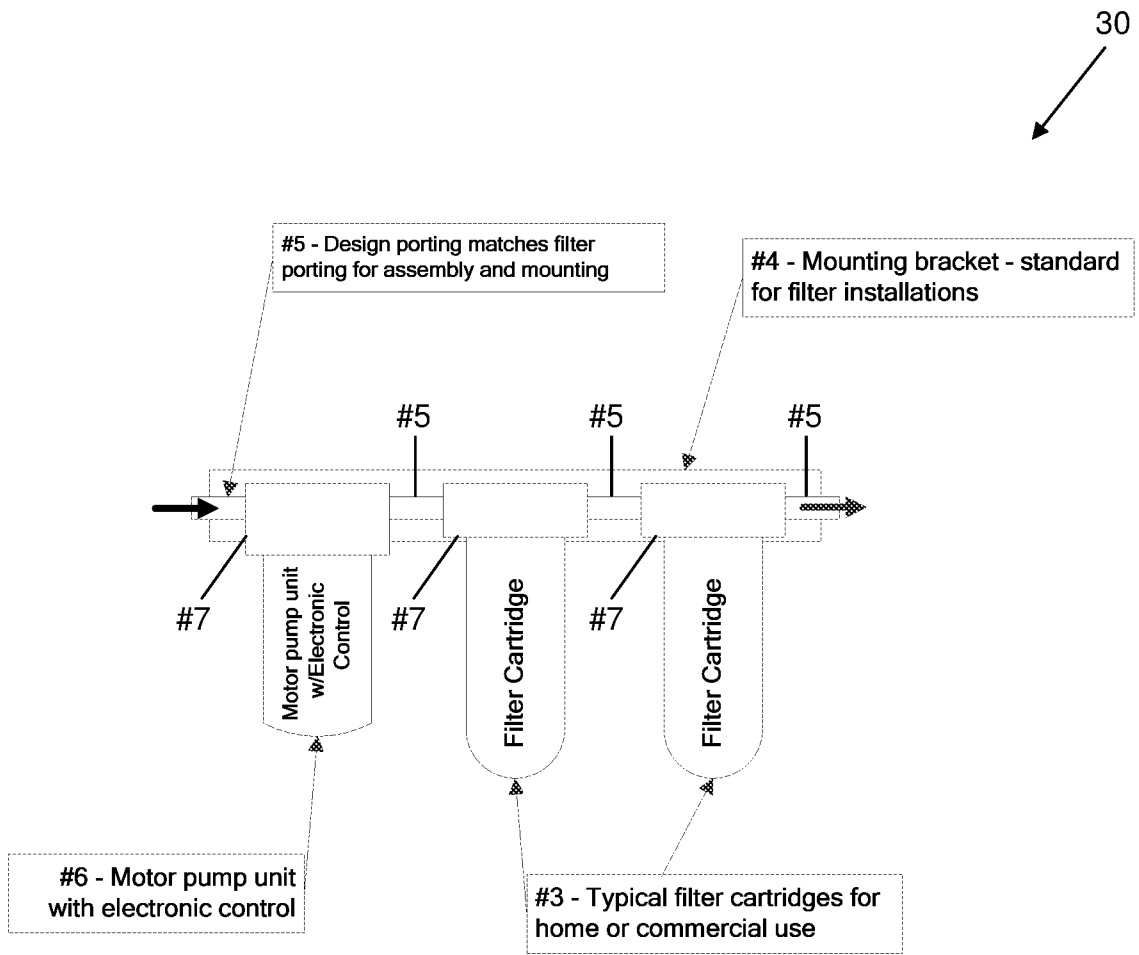 30
#5 - Design porting matches filter
porting for assembly and mounting
#4 - Mounting bracket - standard
for filter installations
#5
#5
#5
#7
#7
#7
Motor pump unit
w/Electronic
Control
Filter Cartridge
Filter Cartridge
#6 - Motor pump unit
with electronic control
#3 - Typical filter cartridges for
home or commercial use